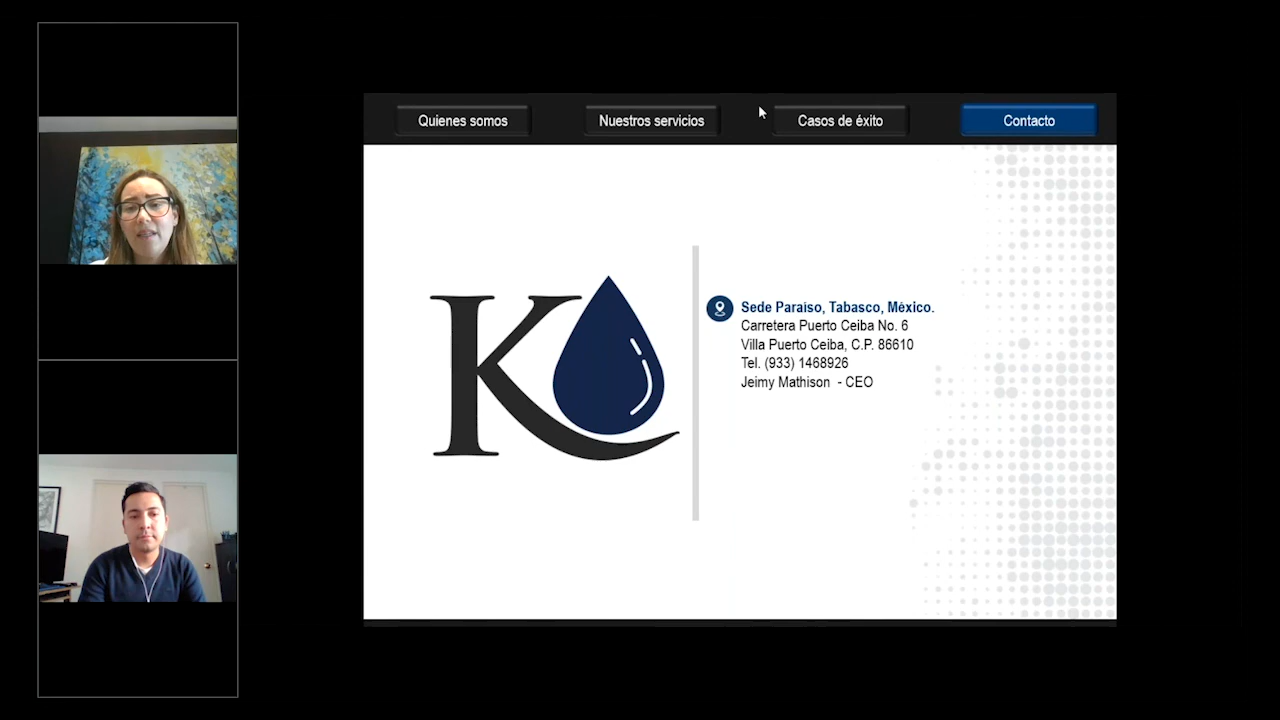 Quienes somos
Nuestros servicios
Casos de éxito
Contacto
K
Sede Paraíso, Tabasco, México.
Carretera Puerto Ceiba No. 6
Villa Puerto Ceiba, C.P. 86610
Tel. (933) 1468926
Jeimy Mathison - CEO